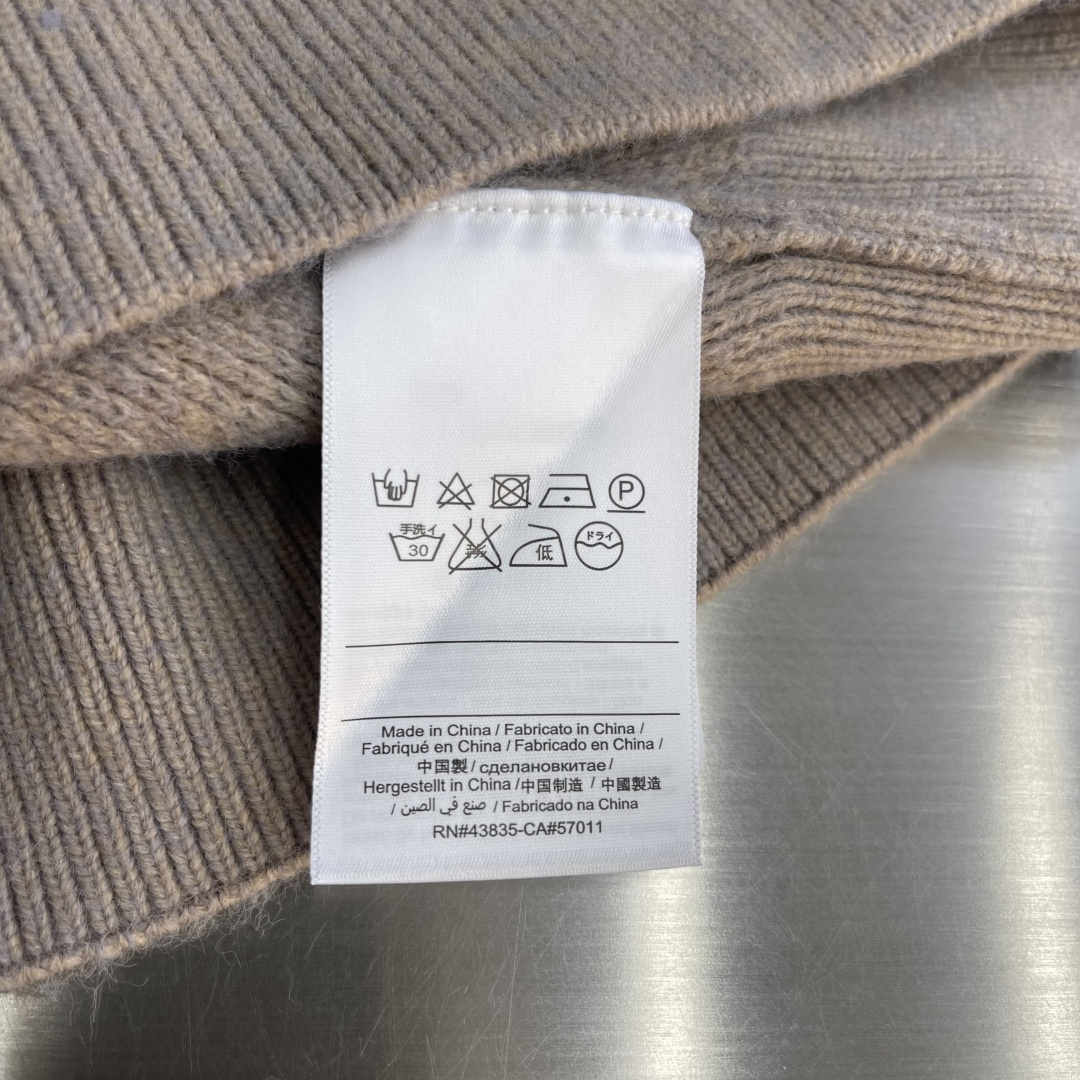 P
手洗イ
30
低
ドライ
Made in China / Fabricato in China /
Fabriqué en China / Fabricado en China /
中国製 / сделановкитае /
Hergestellt in China /中国制造 / 中國製造
/ صنع في الصين / Fabricado na China
RN#43835-CA#57011